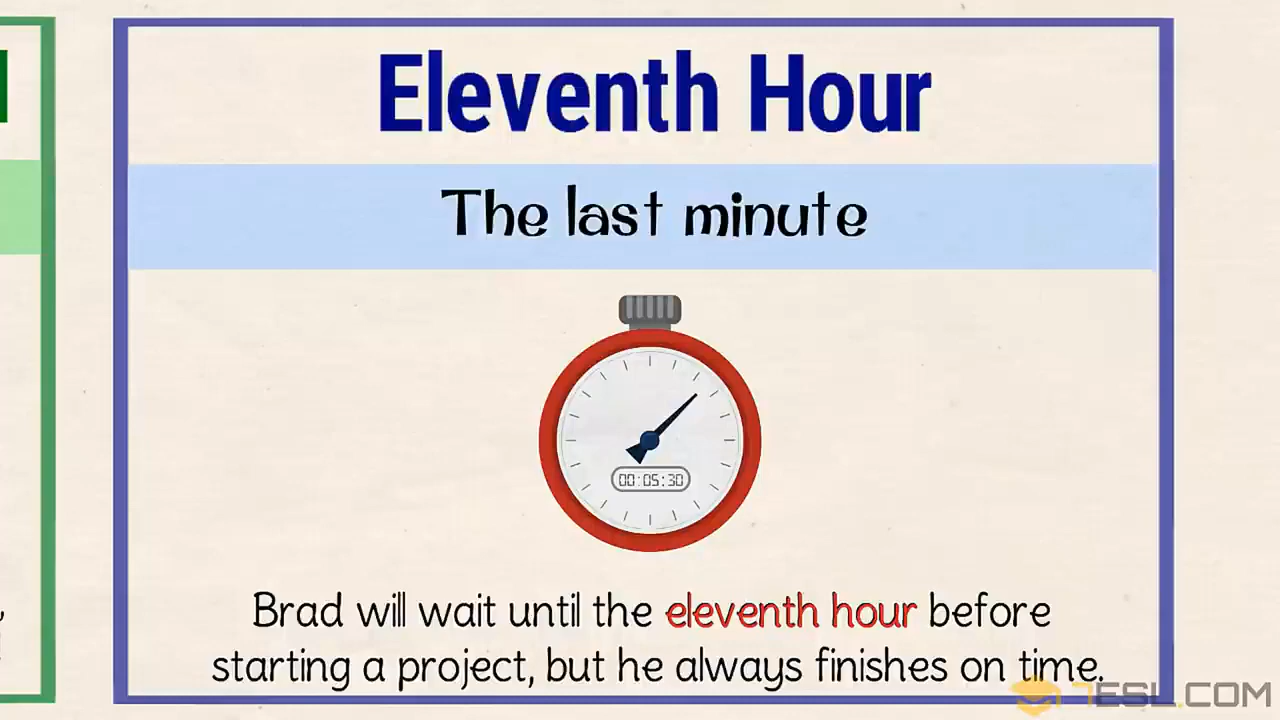 Eleventh Hour
The last minute
00:05:30
Brad will wait until the eleventh hour before
starting a project, but he always finishes on time.
7ESL.COM